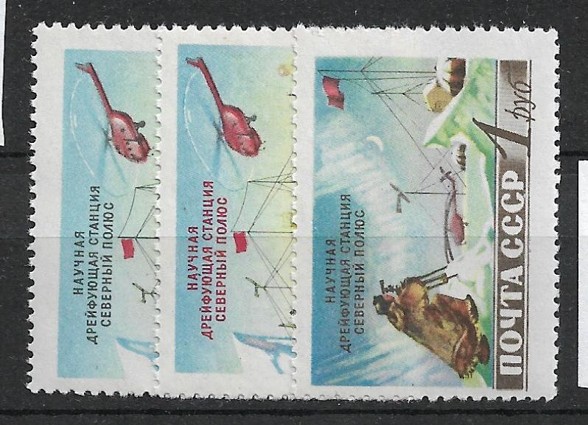 НАУЧНАЯ
ДРЕЙФУЮЩАЯ СТАНЦИЯ
СЕВЕРНЫЙ ПОЛЮС
НАУЧНАЯ
ДРЕЙФУЮЩАЯ СТАНЦИЯ
СЕВЕРНЫЙ ПОЛЮС
НАУЧНАЯ
ДРЕЙФУЮЩАЯ СТАНЦИЯ
СЕВЕРНЫЙ ПОЛЮС
ПОЧТА СССР
1 руб